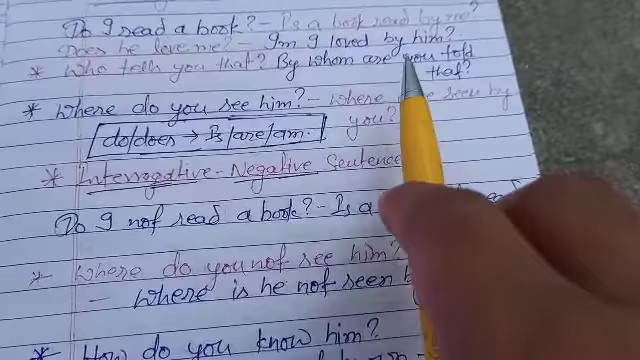 Do I read a book? - Is a book read by me?
Does he love me? - Im I loved by him?
* Who tells you that? By whom are you told
that?
* Where do you see him? - Where he seen by
you?
do/does → Is/are/am.
* Interrogative - Negative Sentence
Do I not read a book? - Is a
* Where do you not see him?
- Where is he not seen
* How do you know him?